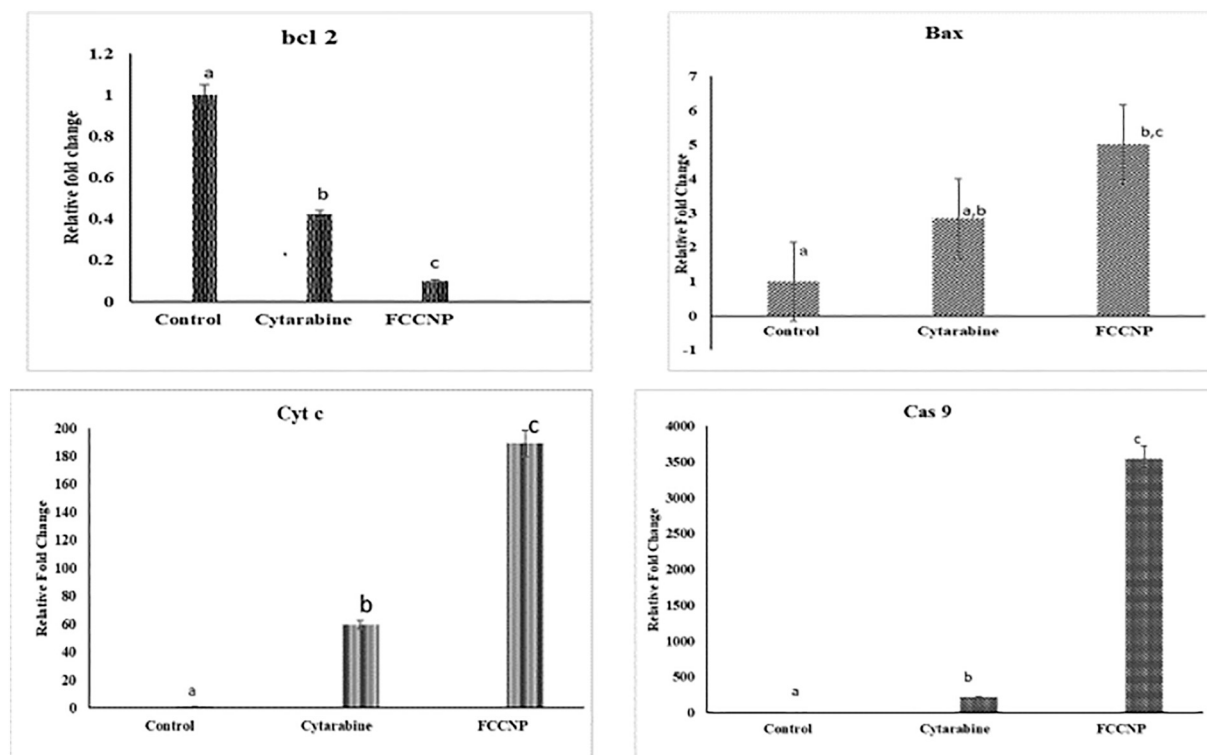 bcl 2
Relative fold change
1.2
1
0.8
0.6
0.4
0.2
0
a
b
c
Control Cytarabine FCCNP
Bax
Relative Fold Change
7
6
5
4
3
2
1
0
-1
a
a,b
b,c
Control Cytarabine FCCNP
Cyt c
Relative Fold Change
200
180
160
140
120
100
80
60
40
20
0
a
b
c
Control Cytarabine FCCNP
Cas 9
Relative Fold Change
4000
3500
3000
2500
2000
1500
1000
500
0
a
b
c
Control Cytarabine FCCNP